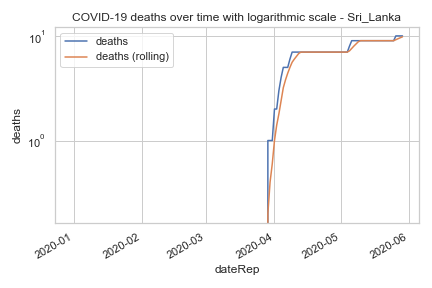 COVID-19 deaths over time with logarithmic scale - Sri_Lanka
deaths
deaths (rolling)
10¹
10⁰
deaths
2020-01
2020-02
2020-03
2020-04
2020-05
2020-06
dateRep